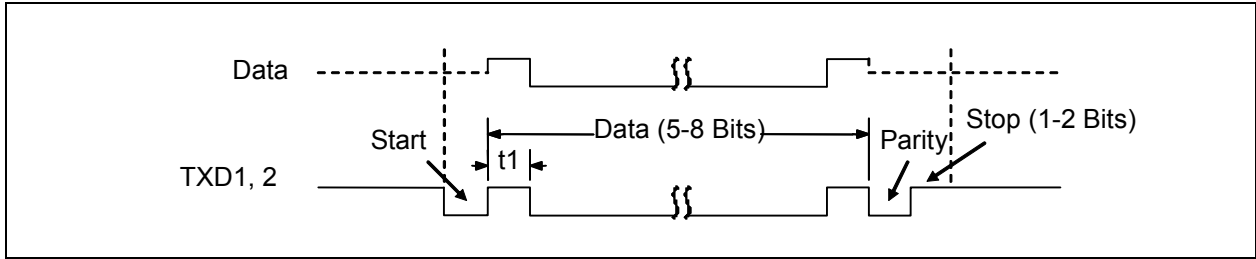 Data
Data (5-8 Bits)
Stop (1-2 Bits)
Start
Parity
t1
TXD1, 2